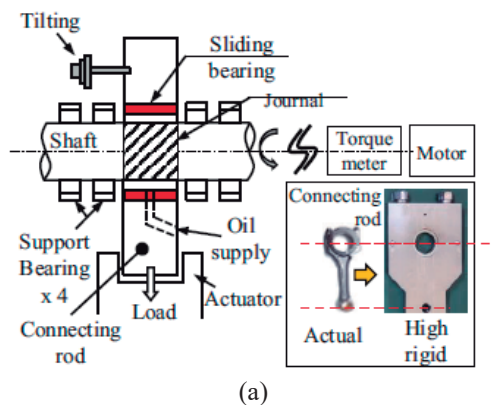 Tilting
Sliding
bearing
Journal
Shaft
Torque
meter
Motor
Connecting
rod
Support
Bearing
x 4
Connecting
rod
Oil
supply
Load
Actuator
Actual
High
rigid
(a)